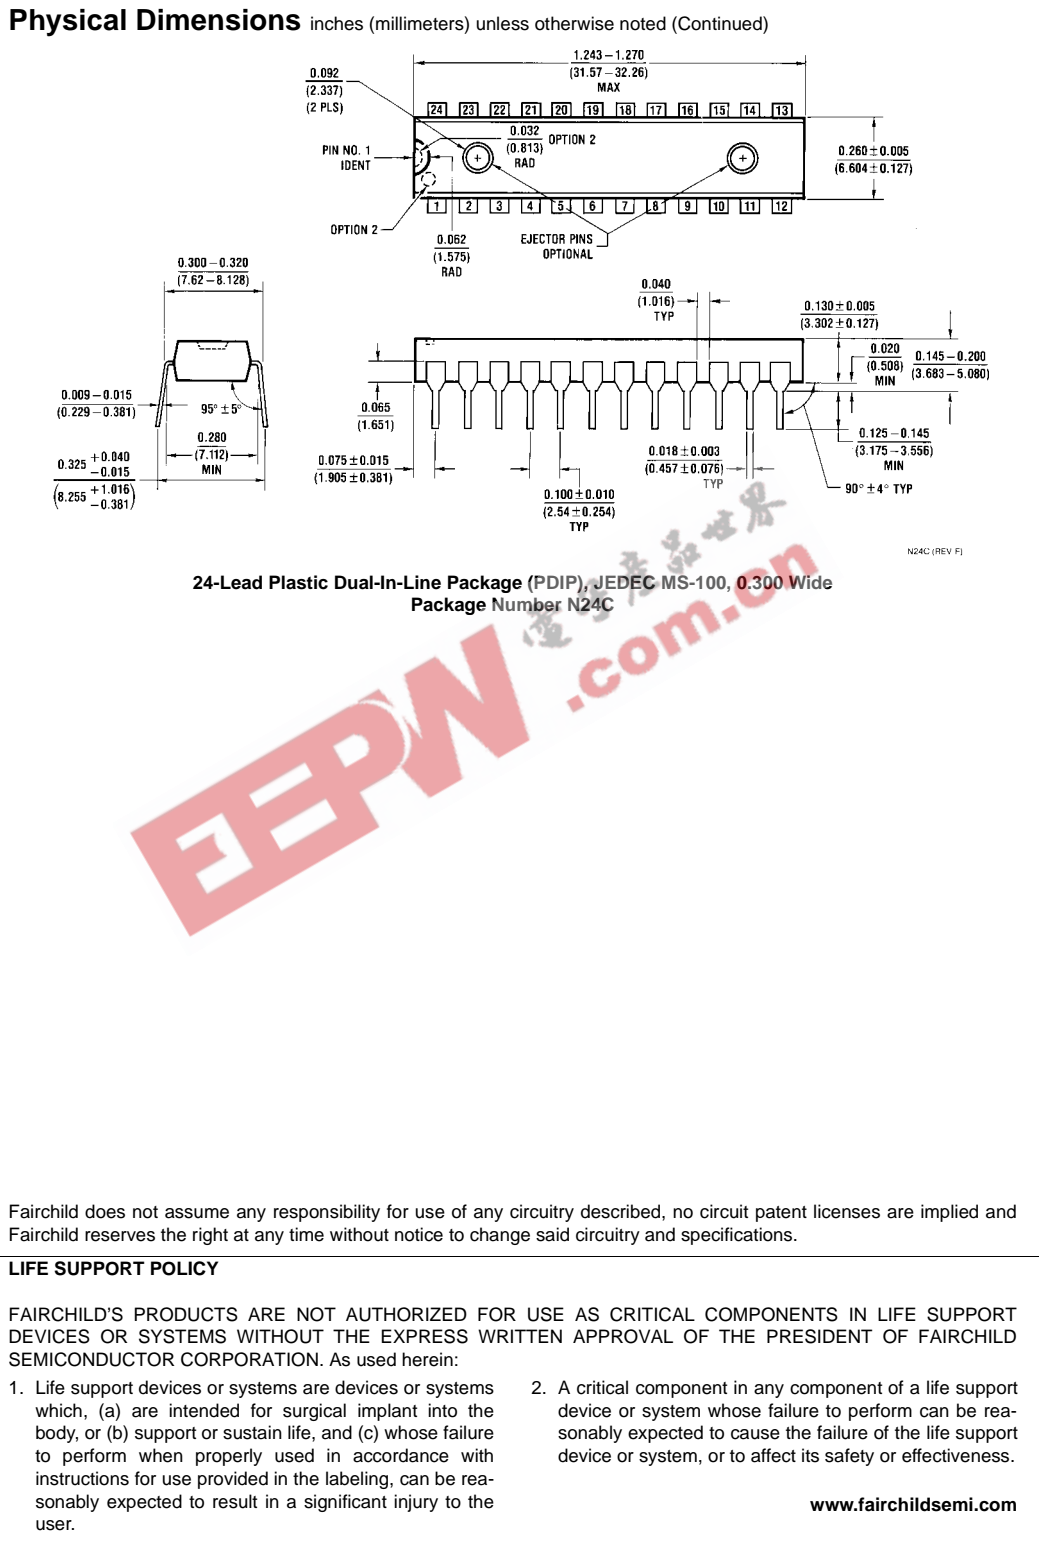 Physical Dimensions inches (millimeters) unless otherwise noted (Continued)
1.243 – 1.270
(31.57 – 32.26)
MAX
0.092
(2.337)
(2 PLS)
24 23 22 21 20 19 18 17 16 15 14 13
0.032
(0.813)
RAD
OPTION 2
PIN NO. 1
IDENT
0.260 ± 0.005
(6.604 ± 0.127)
1 2 3 4 5 6 7 8 9 10 11 12
OPTION 2
0.062
(1.575)
RAD
EJECTOR PINS
OPTIONAL
0.300 – 0.320
(7.62 – 8.128)
0.040
(1.016)
TYP
0.130 ± 0.005
(3.302 ± 0.127)
0.020
(0.508)
MIN
0.145 – 0.200
(3.683 – 5.080)
0.009 – 0.015
(0.229 – 0.381)
95° ± 5°
0.065
(1.651)
0.280
(7.112)
MIN
0.325 +0.040
–0.015
(8.255 +1.016
–0.381)
0.075 ± 0.015
(1.905 ± 0.381)
0.018 ± 0.003
(0.457 ± 0.076)
TYP
0.125 – 0.145
(3.175 – 3.556)
MIN
90° ± 4° TYP
0.100 ± 0.010
(2.54 ± 0.254)
TYP
N24C (REV F)
24-Lead Plastic Dual-In-Line Package (PDIP), JEDEC MS-100, 0.300 Wide
Package Number N24C
电子产品世界
EEPW.com.cn
Fairchild does not assume any responsibility for use of any circuitry described, no circuit patent licenses are implied and
Fairchild reserves the right at any time without notice to change said circuitry and specifications.
LIFE SUPPORT POLICY
FAIRCHILD'S PRODUCTS ARE NOT AUTHORIZED FOR USE AS CRITICAL COMPONENTS IN LIFE SUPPORT
DEVICES OR SYSTEMS WITHOUT THE EXPRESS WRITTEN APPROVAL OF THE PRESIDENT OF FAIRCHILD
SEMICONDUCTOR CORPORATION. As used herein:
1. Life support devices or systems are devices or systems
which, (a) are intended for surgical implant into the
body, or (b) support or sustain life, and (c) whose failure
to perform when properly used in accordance with
instructions for use provided in the labeling, can be rea-
sonably expected to result in a significant injury to the
user.
2. A critical component in any component of a life support
device or system whose failure to perform can be rea-
sonably expected to cause the failure of the life support
device or system, or to affect its safety or effectiveness.
www.fairchildsemi.com